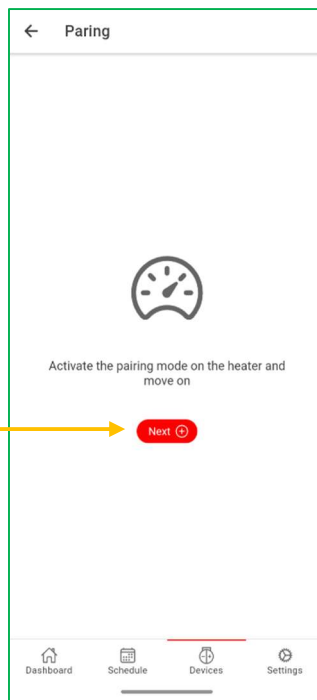 Paring
Activate the pairing mode on the heater and
move on
Next
Dashboard Schedule Devices Settings